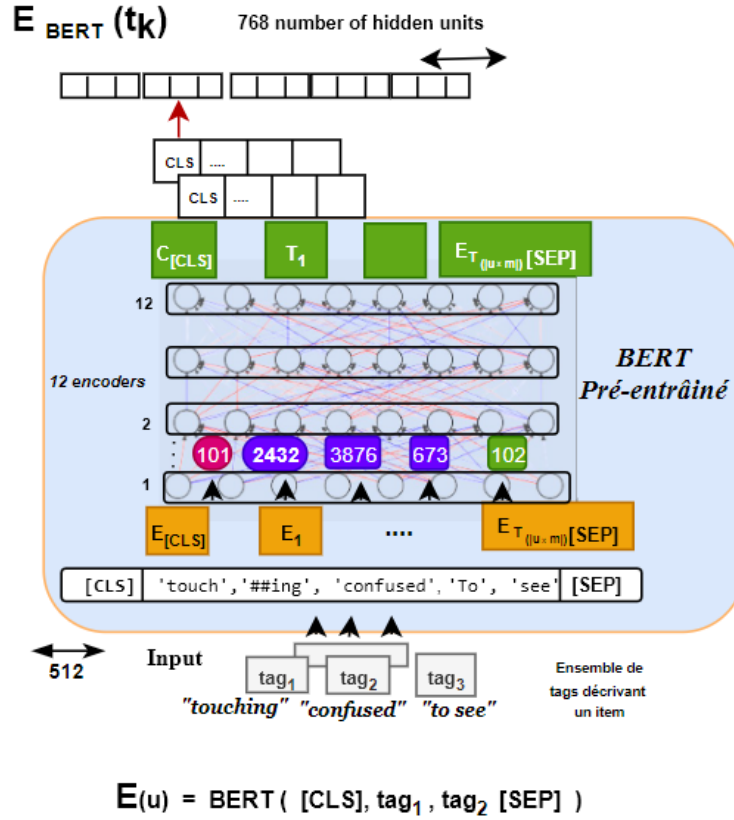 E BERT (tk)
768 number of hidden units
CLS ....
CLS ....
C[CLS] T1 ET(|u×m|)[SEP]
12
12 encoders
BERT
Pré-entrâiné
2
101 2432 3876 673 102
1
E[CLS] E1 .... ET(|u×m|)[SEP]
[CLS] 'touch','##ing', 'confused','To', 'see' [SEP]
512
Input
tag1 tag2 tag3
"touching" "confused" "to see"
Ensemble de
tags décrivant
un item
E(u) = BERT ( [CLS], tag1 , tag2 [SEP] )